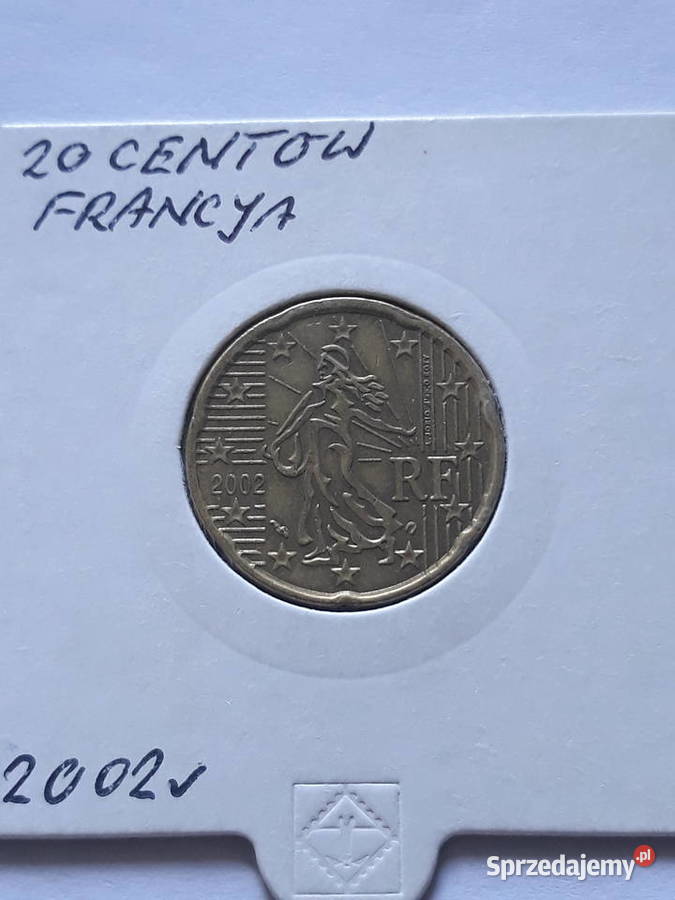 20 CENTOW
FRANCYA
2002
RF
2002r
Sprzedajemy.pl